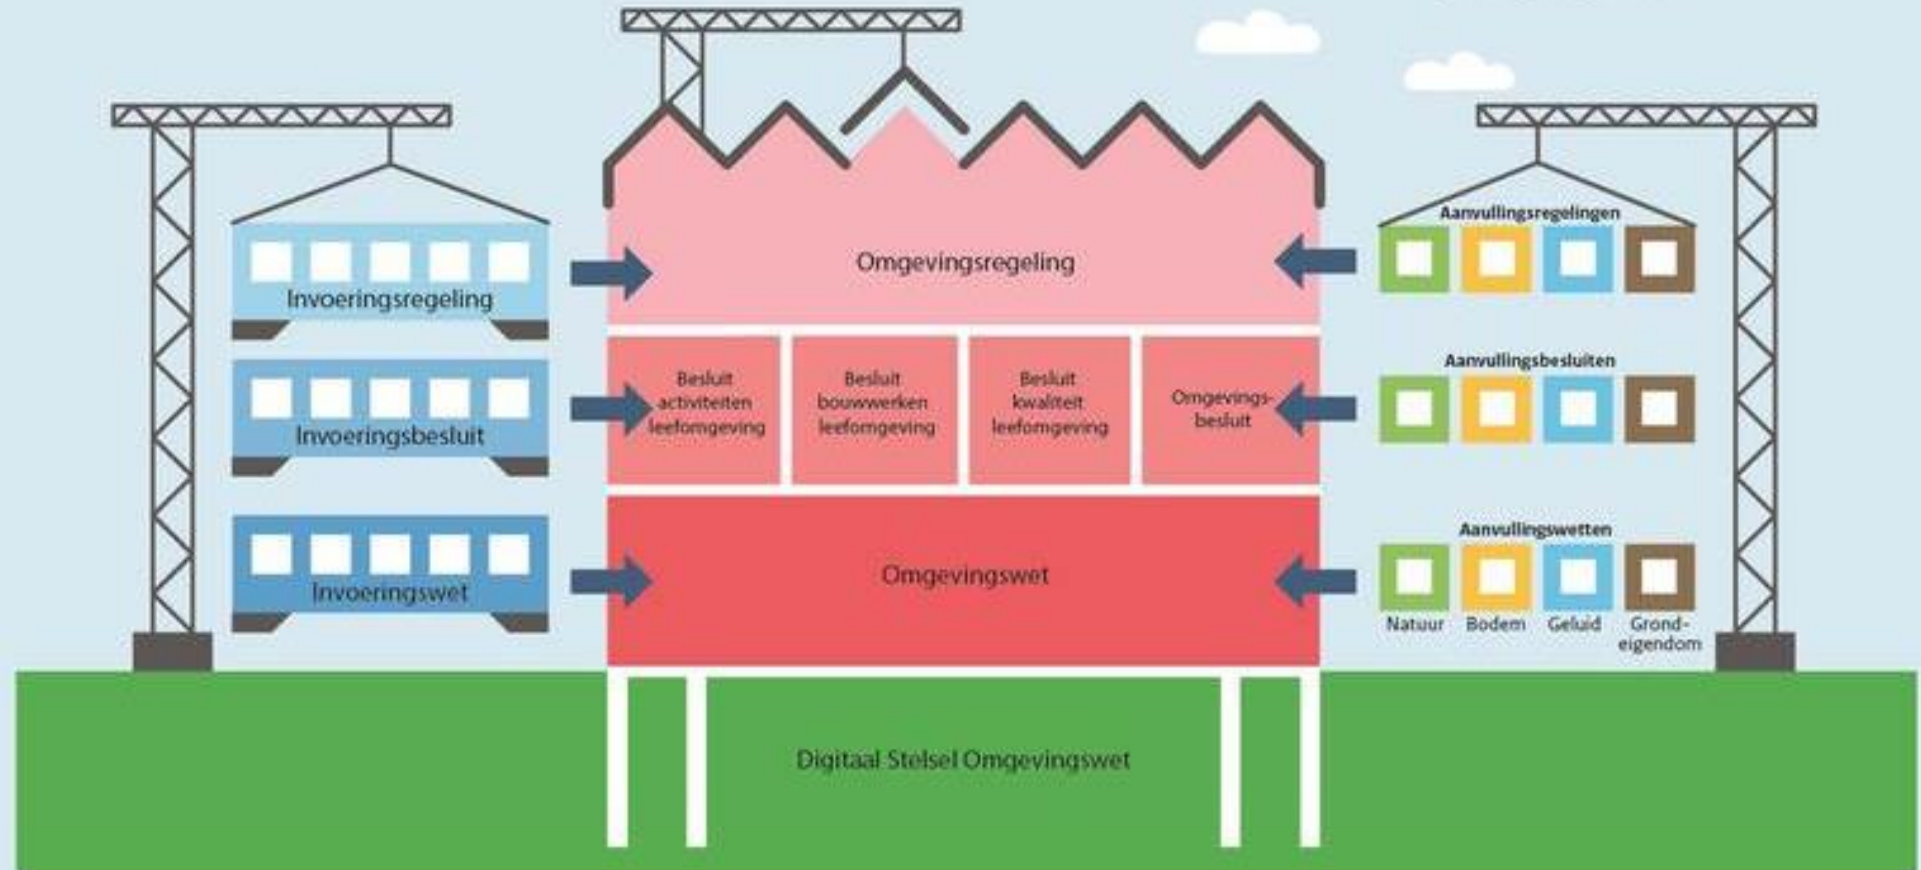 Invoeringsregeling
Invoeringsbesluit
Invoeringswet
Omgevingsregeling
Besluit
activiteiten
leefomgeving
Besluit
bouwwerken
leefomgeving
Besluit
kwaliteit
leefomgeving
Omgevings-
besluit
Omgevingswet
Digitaal Stelsel Omgevingswet
Aanvullingsregelingen
Aanvullingsbesluiten
Aanvullingswetten
Natuur
Bodem
Geluid
Grond-
eigendom